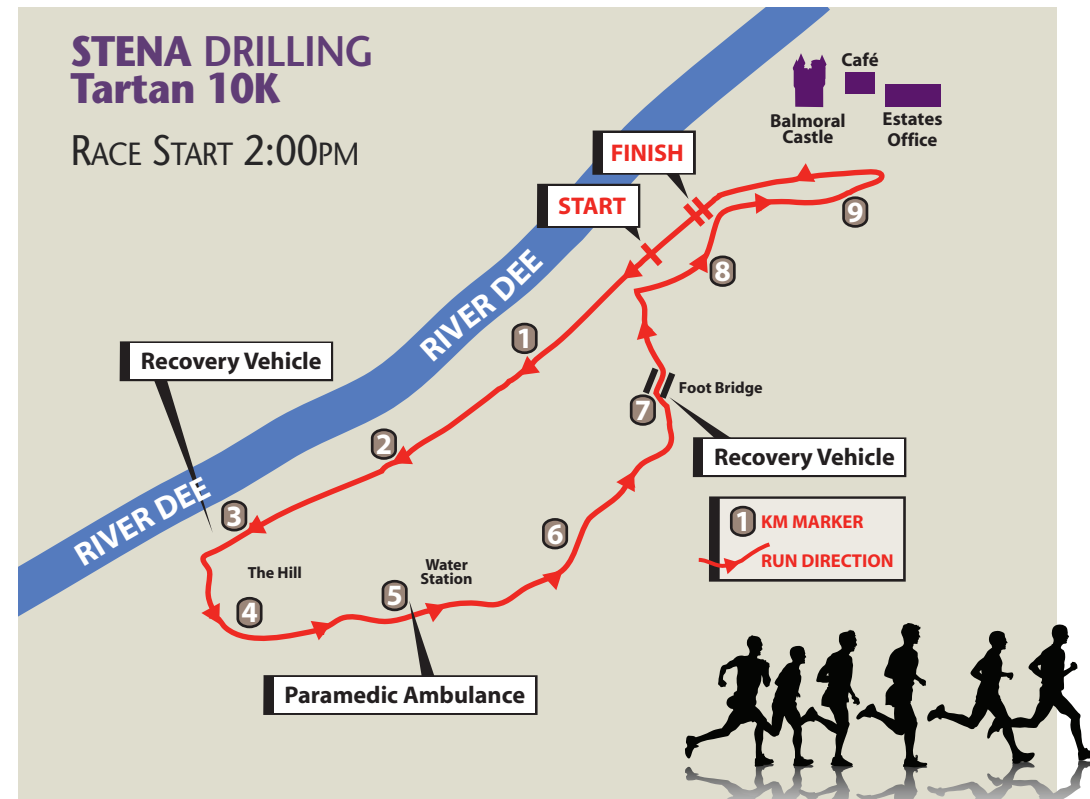 STENA DRILLING
Tartan 10K
RACE START 2:00PM
Café
Balmoral
Castle
Estates
Office
FINISH
START
9
8
RIVER DEE
1
Recovery Vehicle
Foot Bridge
7
2
Recovery Vehicle
RIVER DEE
3
1 KM MARKER
RUN DIRECTION
6
The Hill
Water
Station
5
4
Paramedic Ambulance